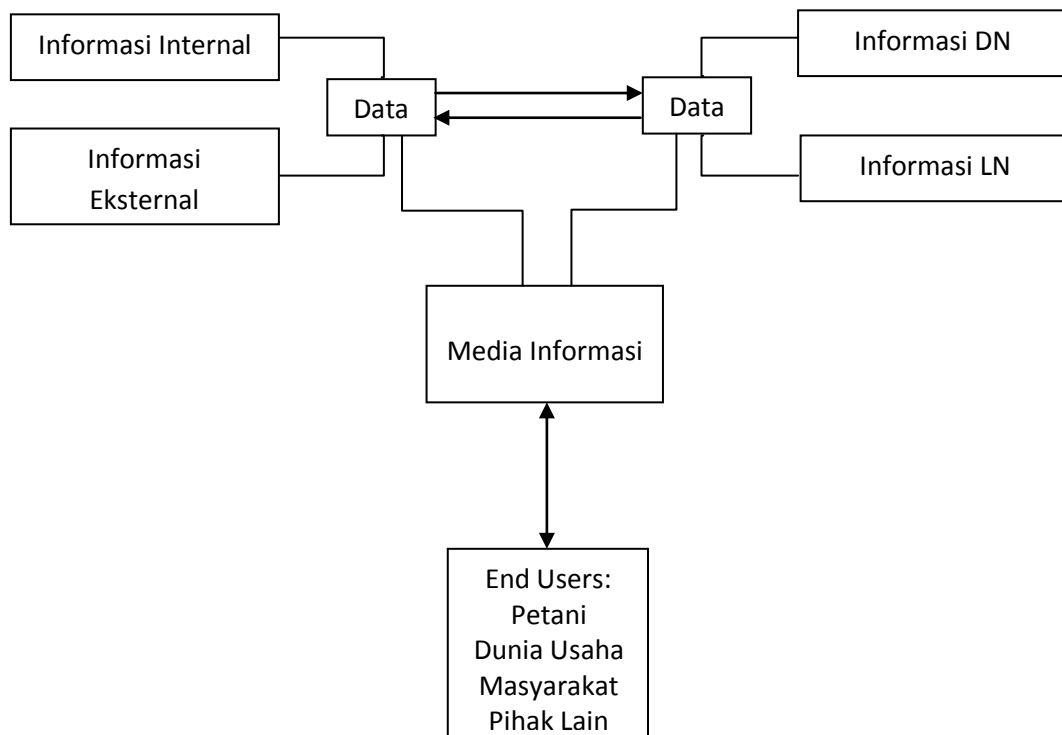 Informasi Internal
Informasi DN
Data
Data
Informasi
Eksternal
Informasi LN
Media Informasi
End Users:
Petani
Dunia Usaha
Masyarakat
Pihak Lain